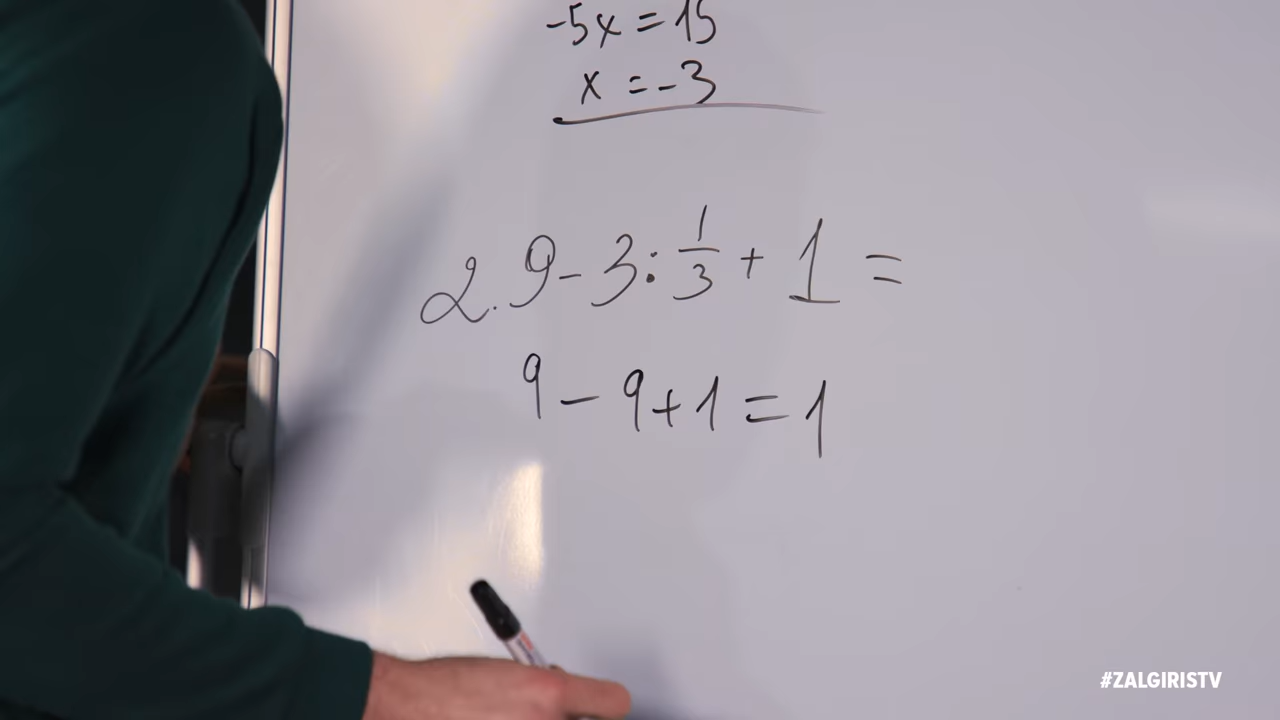 -5x = 15
x = -3
2. 9 - 3 : 1/3 + 1 =
9 - 9 + 1 = 1
#ZALGIRISTV